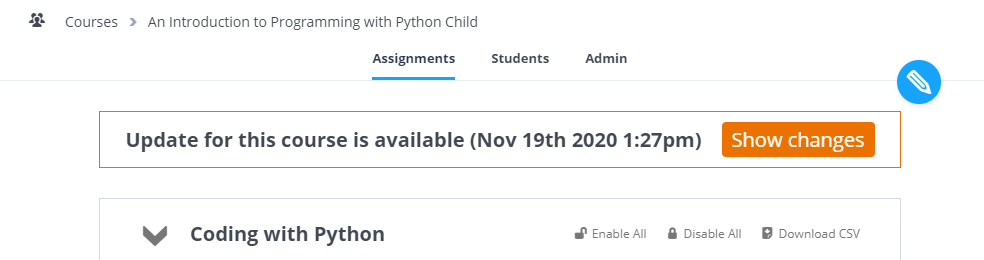 Courses > An Introduction to Programming with Python Child
Assignments Students Admin
Update for this course is available (Nov 19th 2020 1:27pm) Show changes
Coding with Python Enable All Disable All Download CSV